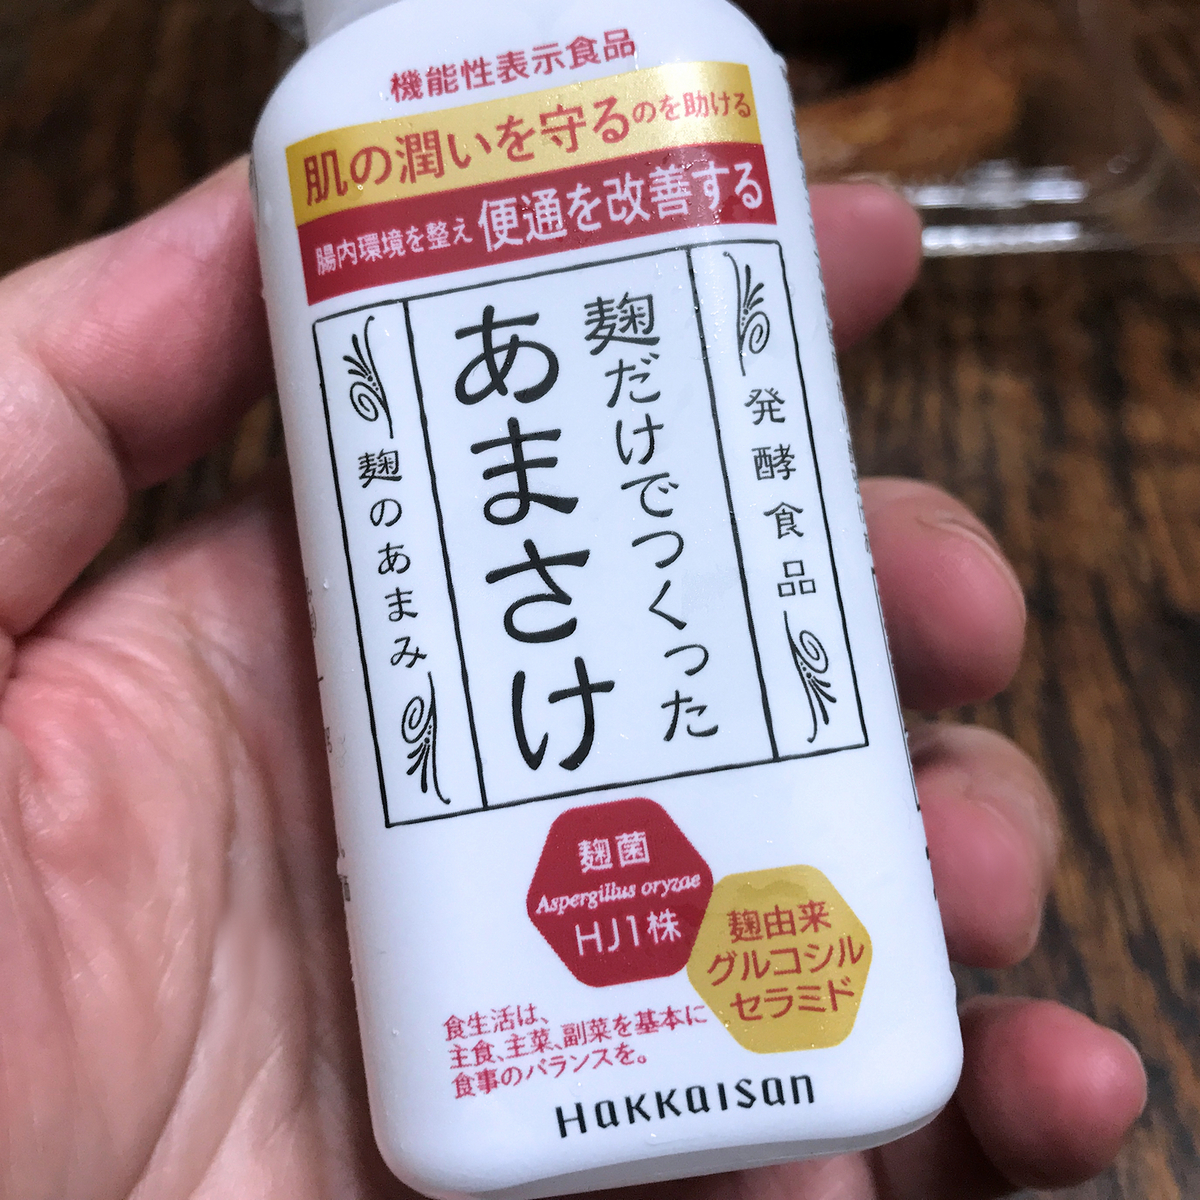 機能性表示食品
肌の潤いを守るのを助ける
腸内環境を整え便通を改善する
発酵食品
麹だけでつくった
あまさけ
麹のあまみ
麹菌
Aspergillus oryzae
HJ1株
麹由来
グルコシル
セラミド
食生活は、
主食、主菜、副菜を基本に
食事のバランスを。
Hakkaisan